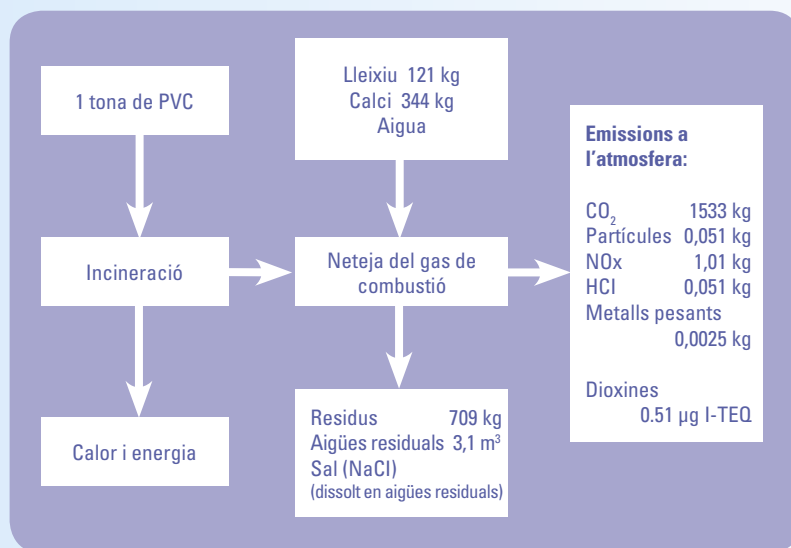 1 tona de PVC
Lleixiu 121 kg
Calci 344 kg
Aigua
Incineració
Neteja del gas de
combustió
Calor i energia
Residus 709 kg
Aigües residuals 3,1 m³
Sal (NaCl)
(dissolt en aigües residuals)
Emissions a
l'atmosfera:
CO₂ 1533 kg
Partícules 0,051 kg
NOx 1,01 kg
HCl 0,051 kg
Metalls pesants
0,0025 kg
Dioxines
0.51 µg I-TEQ